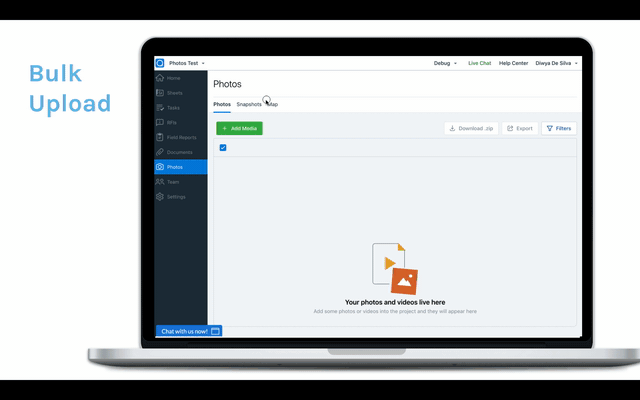 Bulk
Upload
Photos Test
Debug
Live Chat
Help Center
Diwya De Silva
Home
Sheets
Tasks
RFIs
Field Reports
Documents
Photos
Team
Settings
Photos
Photos
Snapshots
Map
+ Add Media
Download .zip
Export
Filters
Your photos and videos live here
Add some photos or videos into the project and they will appear here
Chat with us now!